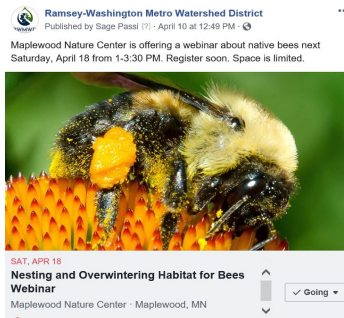 Ramsey-Washington Metro Watershed District
Published by Sage Passi [?] · April 10 at 12:49 PM ·
Maplewood Nature Center is offering a webinar about native bees next
Saturday, April 18 from 1-3:30 PM. Register soon. Space is limited.
SAT, APR 18
Nesting and Overwintering Habitat for Bees
Webinar
Maplewood Nature Center · Maplewood, MN
Going